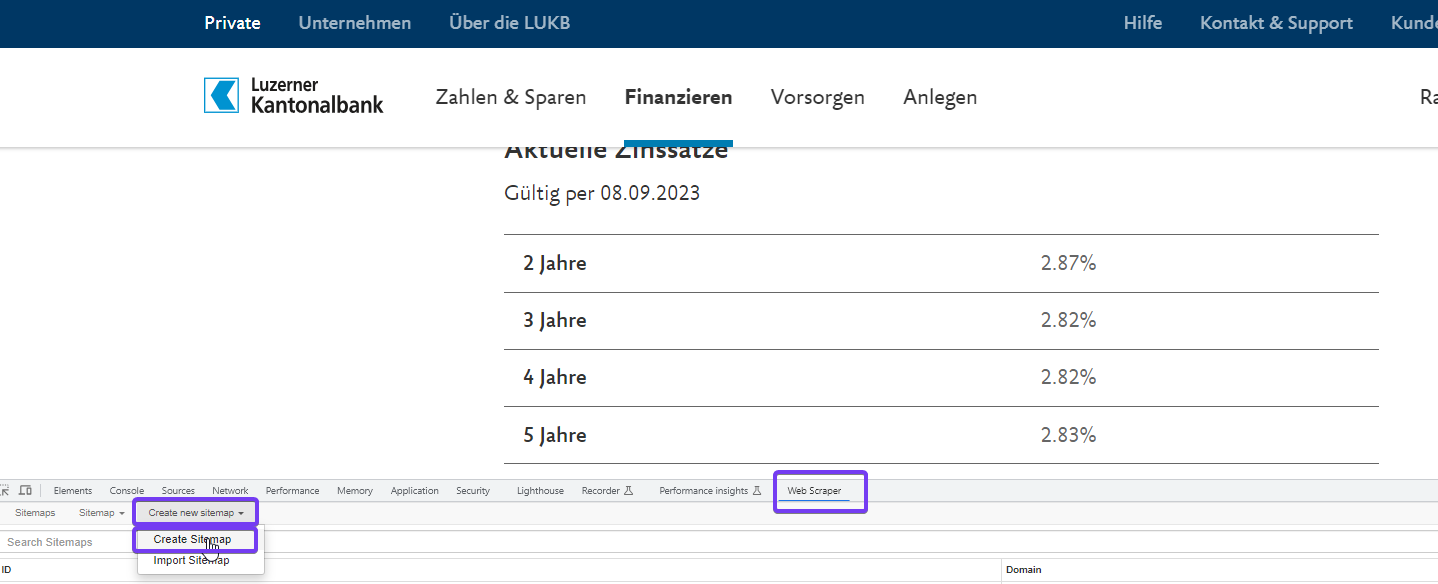 Private Unternehmen Über die LUKB Hilfe Kontakt & Support Kunde
Luzerner
Kantonalbank
Zahlen & Sparen Finanzieren Vorsorgen Anlegen Ra
Aktuelle Zinssätze
Gültig per 08.09.2023
2 Jahre 2.87%
3 Jahre 2.82%
4 Jahre 2.82%
5 Jahre 2.83%
Elements Console Sources Network Performance Memory Application Security Lighthouse Recorder Performance insights Web Scraper
Sitemaps Sitemap Create new sitemap
Search Sitemaps Create Sitemap
Import Sitemap
ID Domain